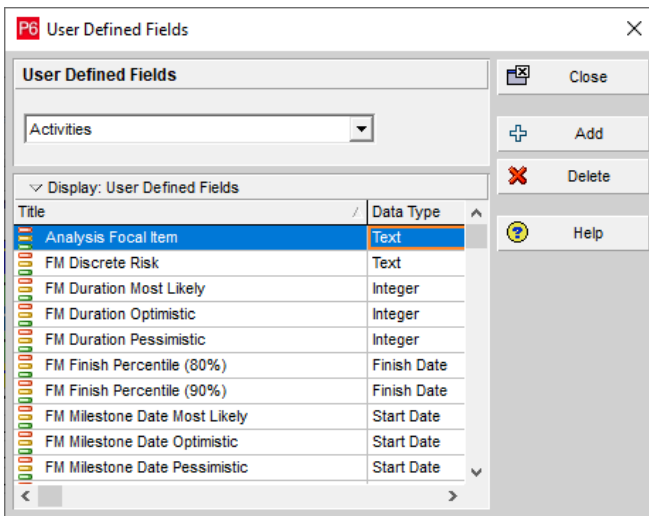 P6 User Defined Fields
User Defined Fields
Close
Activities
Add
Display: User Defined Fields
Delete
Title Data Type
Help
Analysis Focal Item Text
FM Discrete Risk Text
FM Duration Most Likely Integer
FM Duration Optimistic Integer
FM Duration Pessimistic Integer
FM Finish Percentile (80%) Finish Date
FM Finish Percentile (90%) Finish Date
FM Milestone Date Most Likely Start Date
FM Milestone Date Optimistic Start Date
FM Milestone Date Pessimistic Start Date